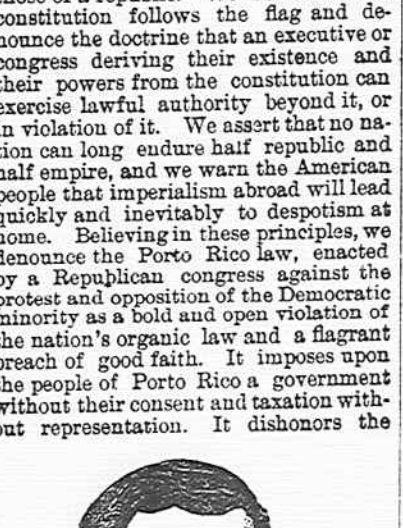 constitution follows the flag and de-
nounce the doctrine that an executive or
congress deriving their existence and
their powers from the constitution can
exercise lawful authority beyond it, or
in violation of it. We assert that no na-
tion can long endure half republic and
half empire, and we warn the American
people that imperialism abroad will lead
quickly and inevitably to despotism at
home. Believing in these principles, we
denounce the Porto Rico law, enacted
by a Republican congress against the
protest and opposition of the Democratic
minority as a bold and open violation of
the nation's organic law and a flagrant
breach of good faith. It imposes upon
the people of Porto Rico a government
without their consent and taxation with-
out representation. It dishonors the